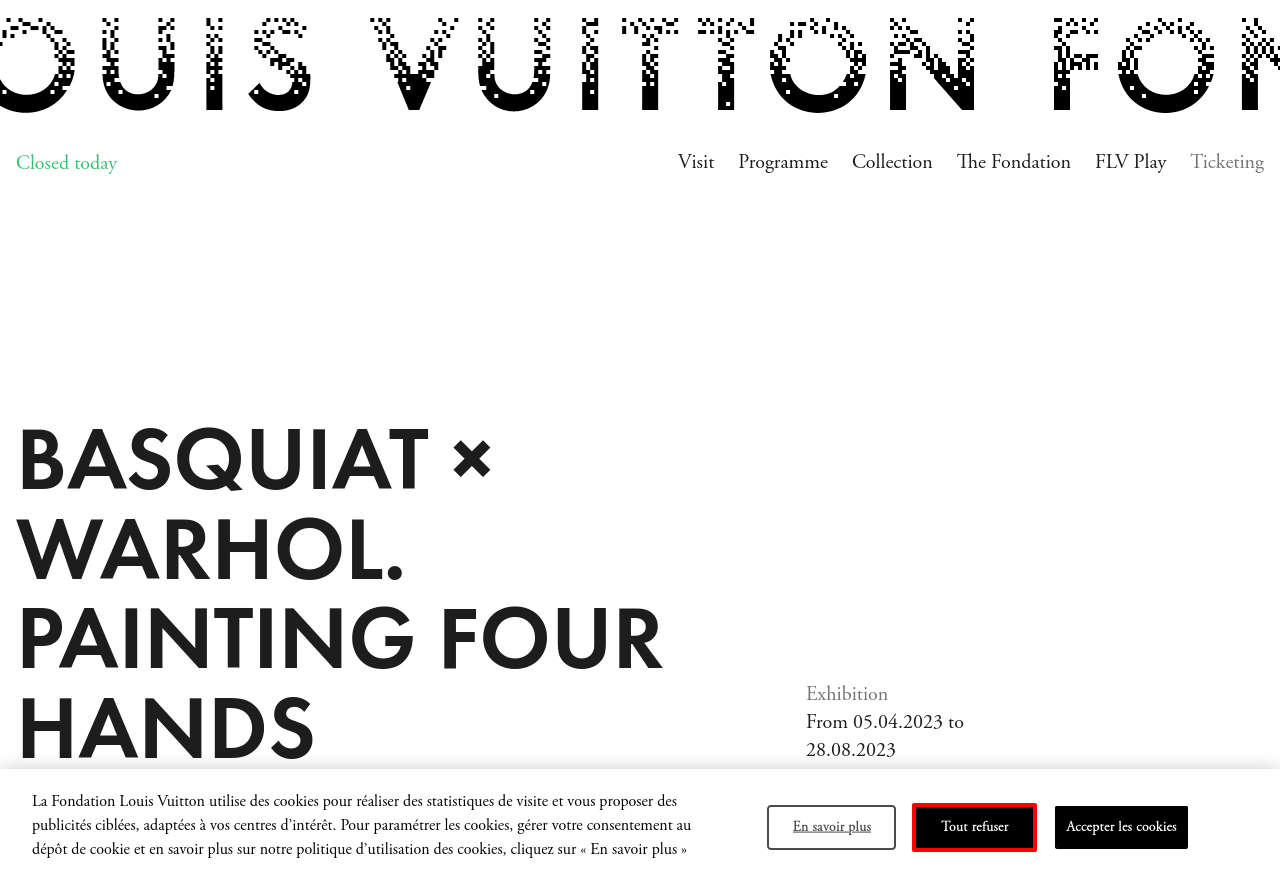 OUIS VUITTON FON
Closed today
Visit Programme Collection The Fondation FLV Play Ticketing
BASQUIAT ×
WARHOL.
PAINTING FOUR
HANDS
Exhibition
From 05.04.2023 to
28.08.2023
La Fondation Louis Vuitton utilise des cookies pour réaliser des statistiques de visite et vous proposer des
publicités ciblées, adaptées à vos centres d’intérêt. Pour paramétrer les cookies, gérer votre consentement au
dépôt de cookie et en savoir plus sur notre politique d’utilisation des cookies, cliquez sur « En savoir plus »
En savoir plus
Tout refuser
Accepter les cookies